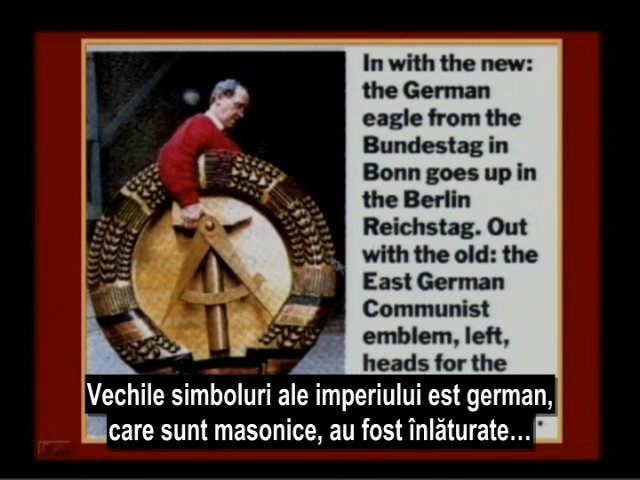 In with the new:
the German
eagle from the
Bundestag in
Bonn goes up in
the Berlin
Reichstag. Out
with the old: the
East German
Communist
emblem, left,
heads for the
Vechile simboluri ale imperiului est german,
care sunt masonice, au fost înlăturate...